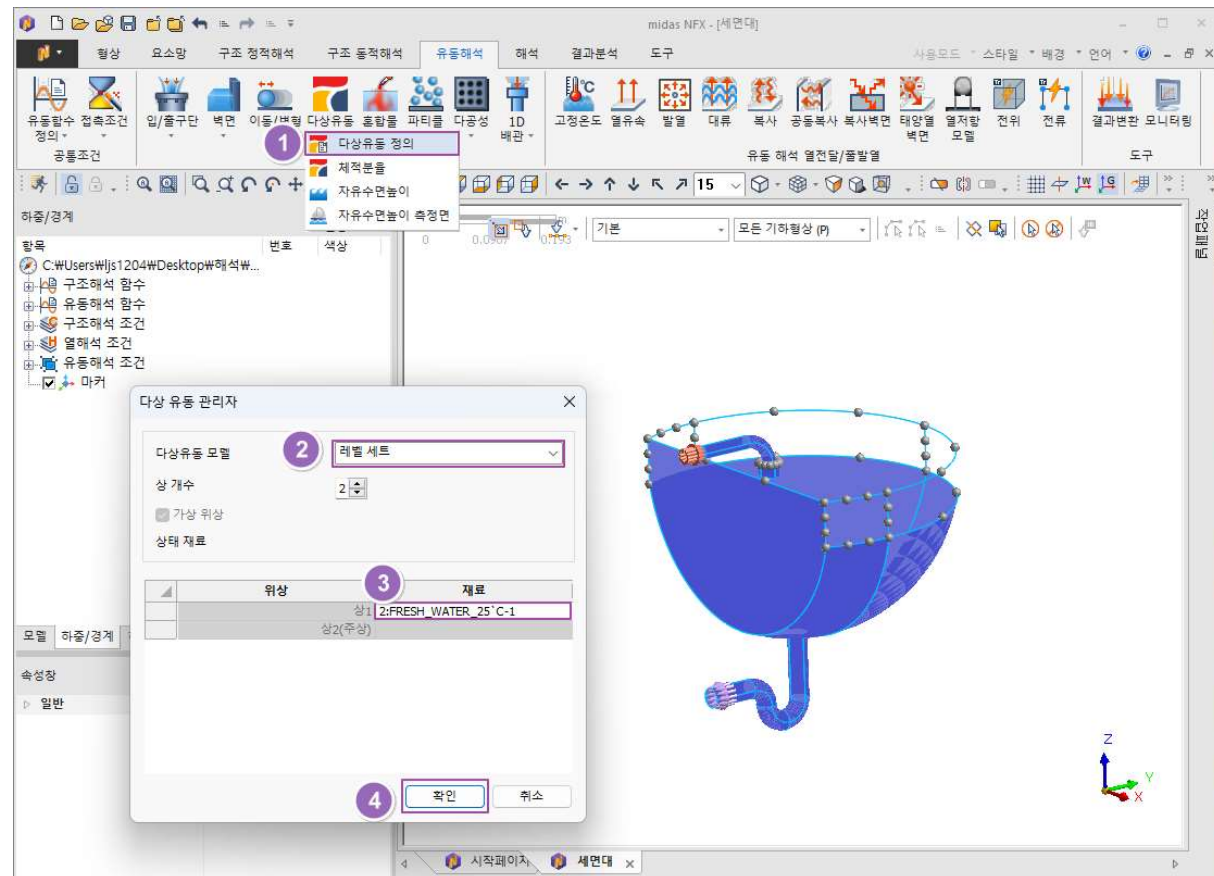 midas NFX - [세면대]
형상 요소망 구조 정적해석 구조 동적해석 유동해석 해석 결과분석 도구 사용모드 스타일 배경 언어
유동함수 정의 접촉조건 입/출구단 벽면 이동/변형 다상유동 혼합물 파티클 다공성 1D 배관 고정온도 열유속 발열 대류 복사 공동복사 복사벽면 태양열 벽면 열저항 모델 전위 전류 결과변환 모니터링
공통조건 유동 해석 열전달/줄발열 도구
1 다상유동 정의
체적분율
자유수면높이
자유수면높이 측정면
15
하중/경계
기본 모든 기하형상 (P)
작업패널
항목 번호 색상
0 0.0967 0.193
C:₩Users₩ljs1204₩Desktop₩해석₩...
구조해석 함수
유동해석 함수
구조해석 조건
열해석 조건
유동해석 조건
마커
다상 유동 관리자
다상유동 모델 2 레벨 세트
상 개수 2
가상 위상
상태 재료
위상 3 재료
상1 2:FRESH_WATER_25`C-1
상2(주상)
모델 하중/경계
속성창
일반
4 확인 취소
Z
Y
X
시작페이지 세면대